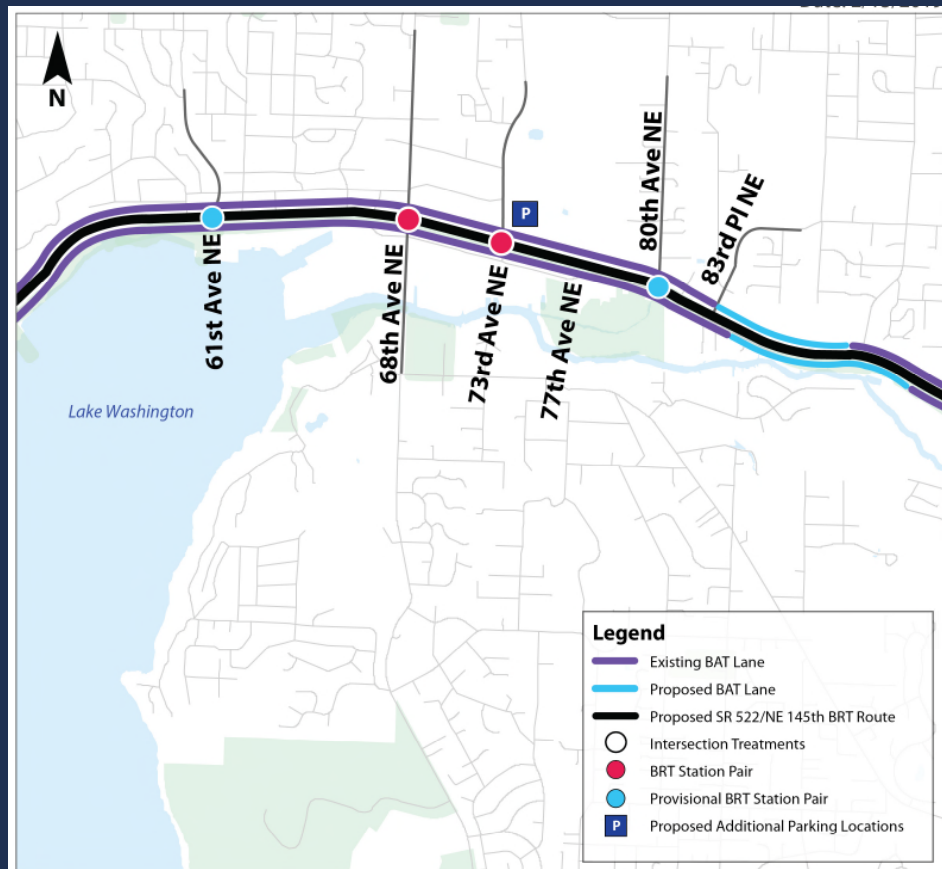 N
61st Ave NE
68th Ave NE
73rd Ave NE
77th Ave NE
80th Ave NE
83rd Pl NE
P
Lake Washington
Legend
Existing BAT Lane
Proposed BAT Lane
Proposed SR 522/NE 145th BRT Route
Intersection Treatments
BRT Station Pair
Provisional BRT Station Pair
P Proposed Additional Parking Locations